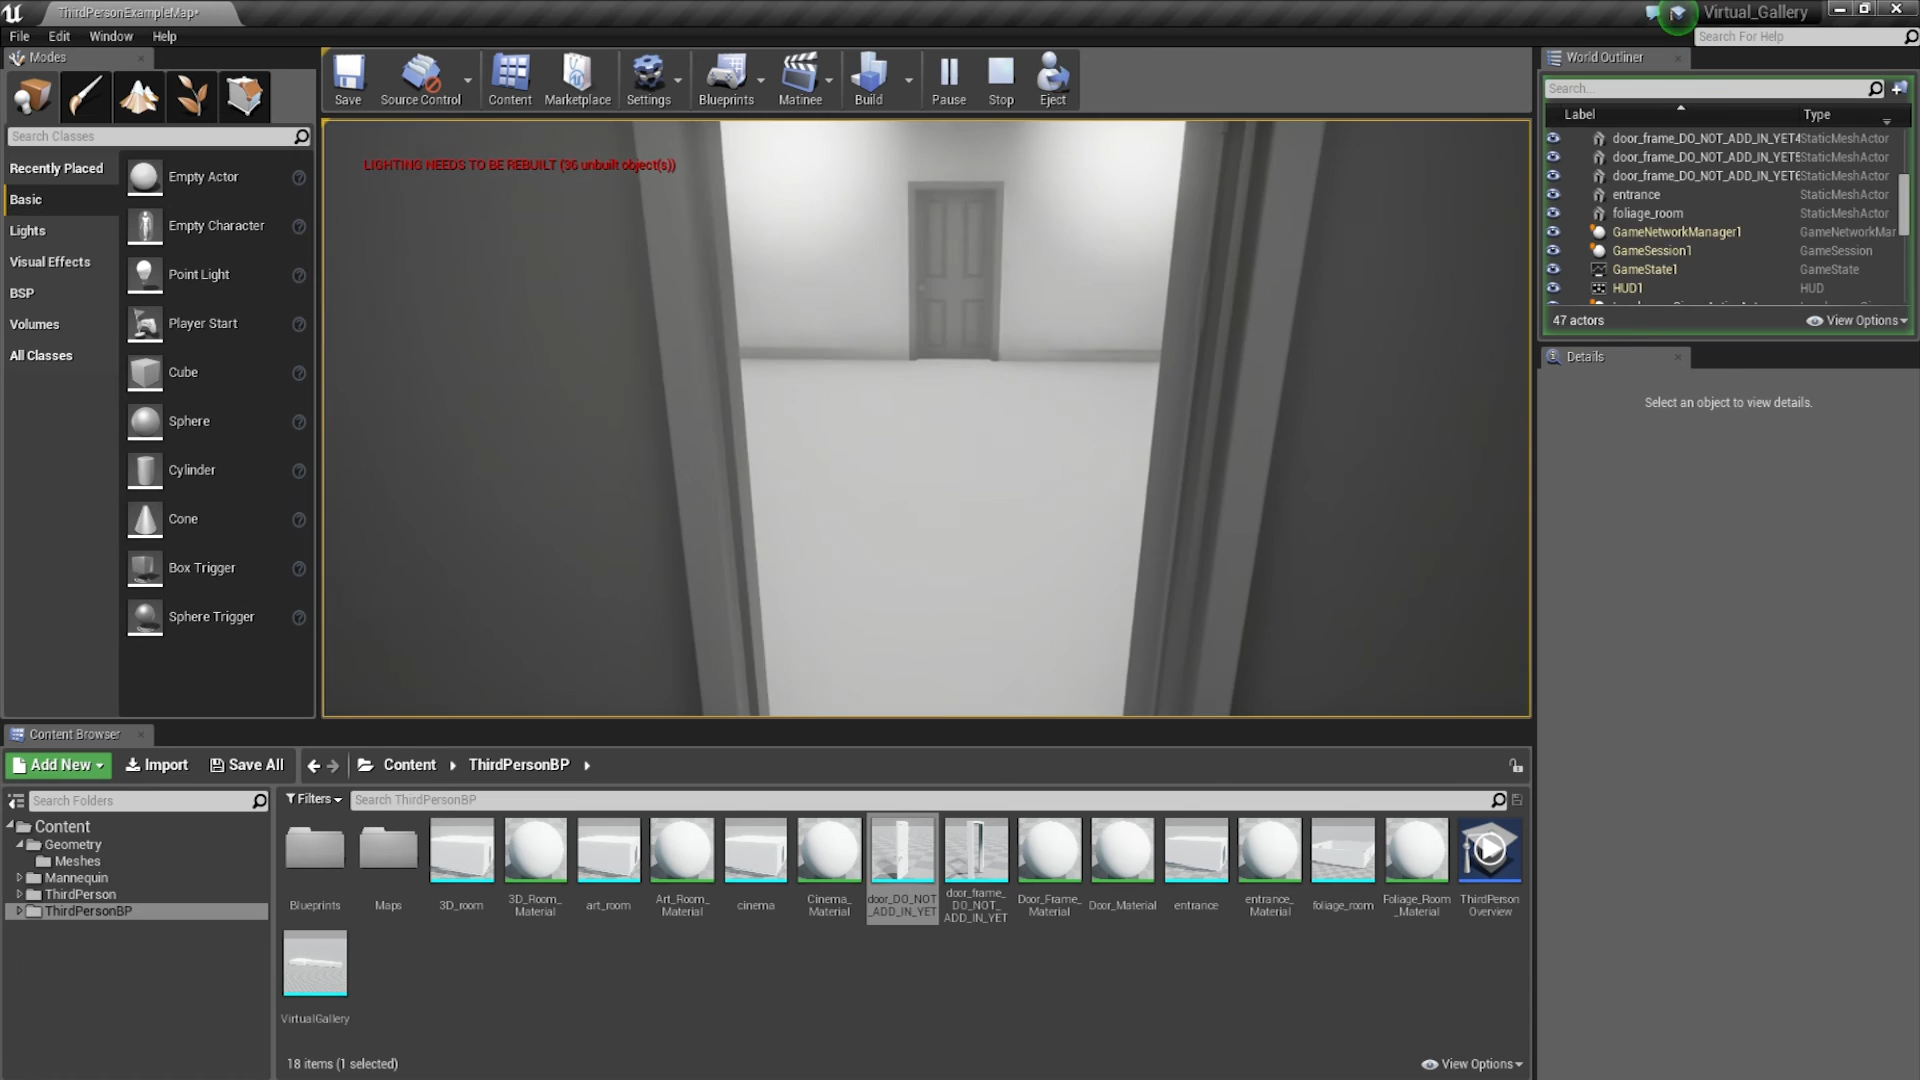 ThirdPersonExampleMap*
Virtual_Gallery
File Edit Window Help
Search For Help
Modes
Save
Source Control
Content
Marketplace
Settings
Blueprints
Matinee
Build
Pause
Stop
Eject
Search Classes
Recently Placed
Basic
Lights
Visual Effects
BSP
Volumes
All Classes
Empty Actor
Empty Character
Point Light
Player Start
Cube
Sphere
Cylinder
Cone
Box Trigger
Sphere Trigger
LIGHTING NEEDS TO BE REBUILT (36 unbuilt object(s))
World Outliner
Search...
Label Type
door_frame_DO_NOT_ADD_IN_YET4 StaticMeshActor
door_frame_DO_NOT_ADD_IN_YET5 StaticMeshActor
door_frame_DO_NOT_ADD_IN_YET6 StaticMeshActor
entrance StaticMeshActor
foliage_room StaticMeshActor
GameNetworkManager1 GameNetworkMar
GameSession1 GameSession
GameState1 GameState
HUD1 HUD
47 actors View Options
Details
Select an object to view details.
Content Browser
Add New Import Save All Content ThirdPersonBP
Search Folders
Content
Geometry
Meshes
Mannequin
ThirdPerson
ThirdPersonBP
Filters Search ThirdPersonBP
Blueprints
Maps
3D_room
3D_Room_
Material
art_room
Art_Room_
Material
cinema
Cinema_
Material
door_DO_NOT
_ADD_IN_YET
door_frame_
DO_NOT_
ADD_IN_YET
Door_Frame_
Material
Door_Material
entrance
entrance_
Material
foliage_room
Foliage_Room
_Material
ThirdPerson
Overview
VirtualGallery
18 items (1 selected) View Options